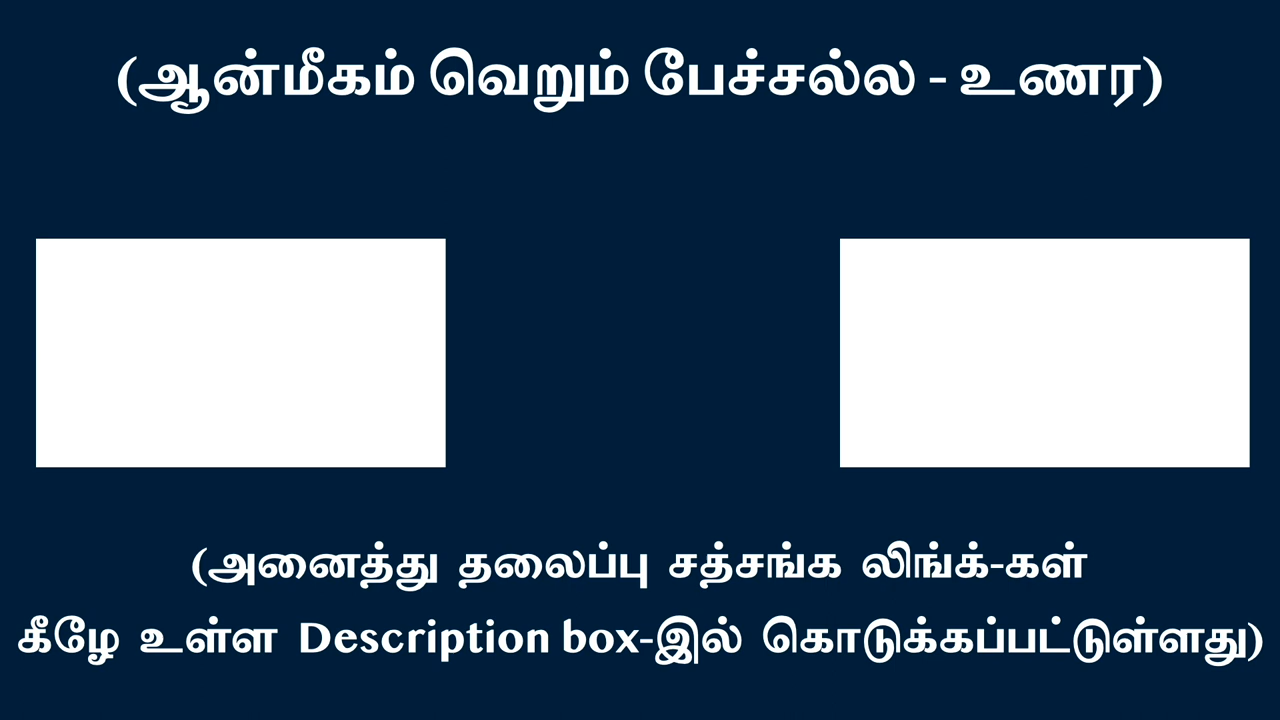 (ஆன்மீகம் வெறும் பேச்சல்ல - உணர)
(அனைத்து தலைப்பு சத்சங்க லிங்க்-கள்
கீழே உள்ள Description box-இல் கொடுக்கப்பட்டுள்ளது)